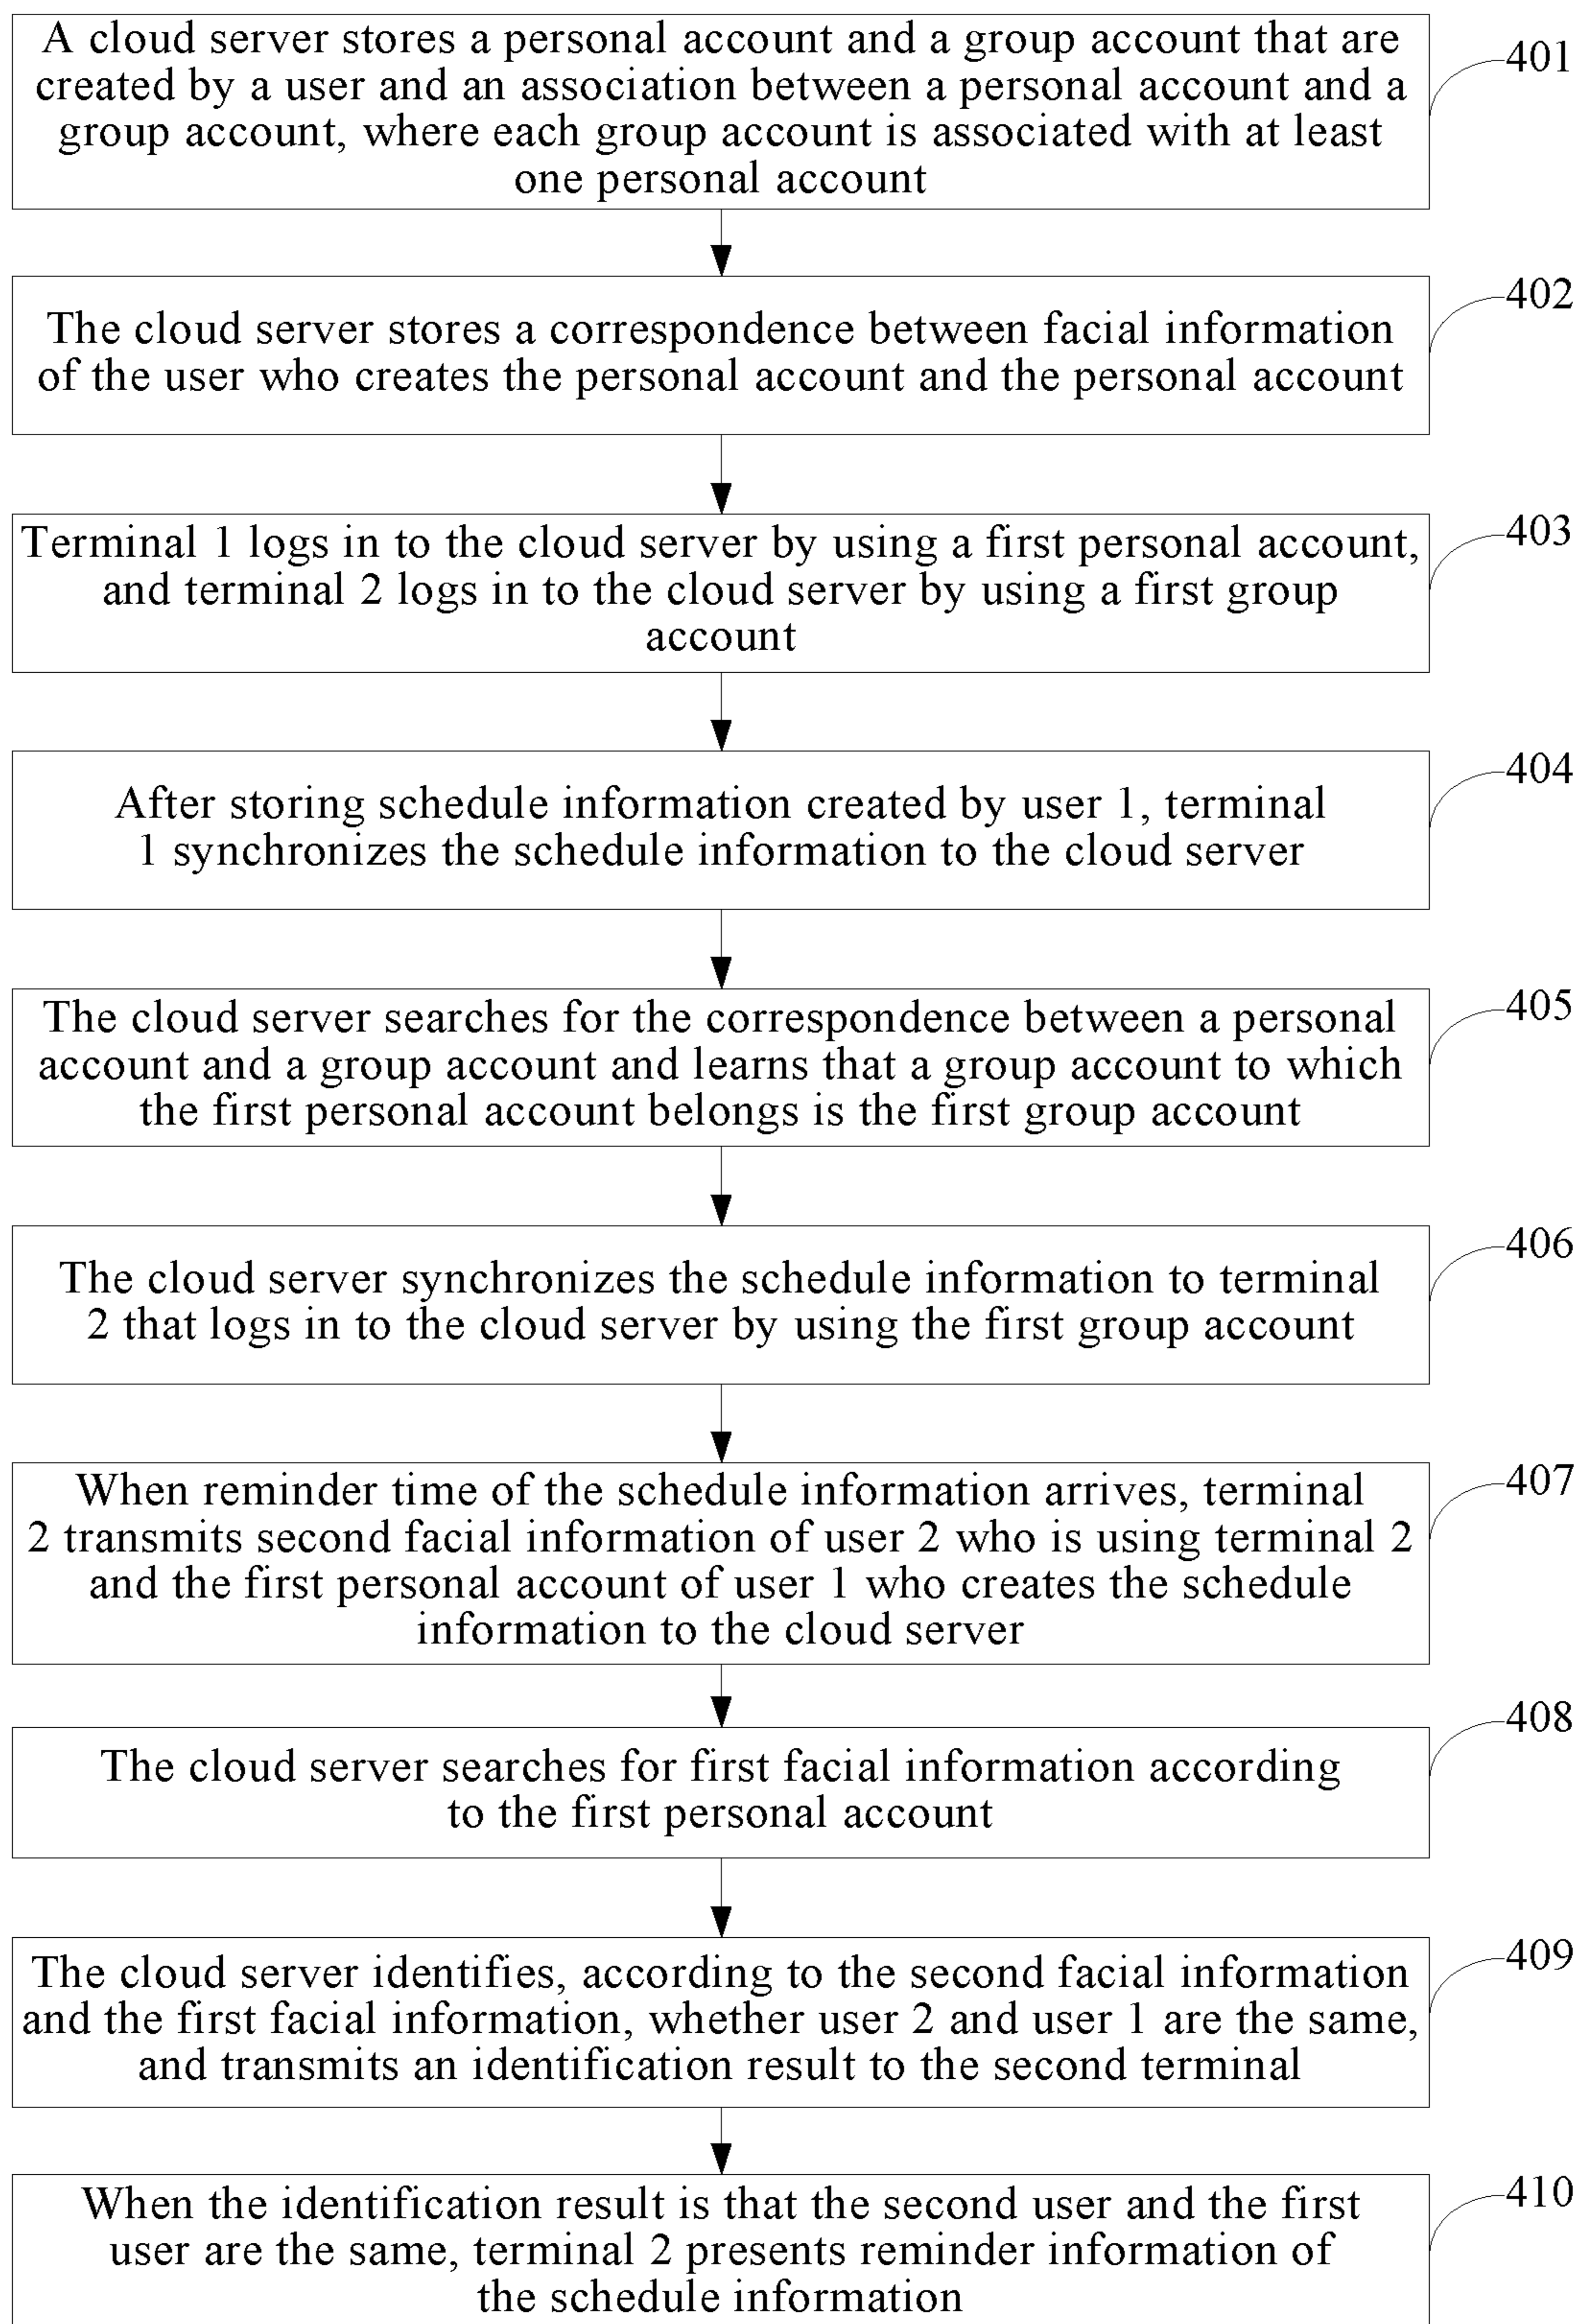 A cloud server stores a personal account and a group account that are
created by a user and an association between a personal account and a
group account, where each group account is associated with at least
one personal account
401
The cloud server stores a correspondence between facial information
of the user who creates the personal account and the personal account
402
Terminal 1 logs in to the cloud server by using a first personal account,
and terminal 2 logs in to the cloud server by using a first group
account
403
After storing schedule information created by user 1, terminal
1 synchronizes the schedule information to the cloud server
404
The cloud server searches for the correspondence between a personal
account and a group account and learns that a group account to which
the first personal account belongs is the first group account
405
The cloud server synchronizes the schedule information to terminal
2 that logs in to the cloud server by using the first group account
406
When reminder time of the schedule information arrives, terminal
2 transmits second facial information of user 2 who is using terminal 2
and the first personal account of user 1 who creates the schedule
information to the cloud server
407
The cloud server searches for first facial information according
to the first personal account
408
The cloud server identifies, according to the second facial information
and the first facial information, whether user 2 and user 1 are the same,
and transmits an identification result to the second terminal
409
When the identification result is that the second user and the first
user are the same, terminal 2 presents reminder information of
the schedule information
410